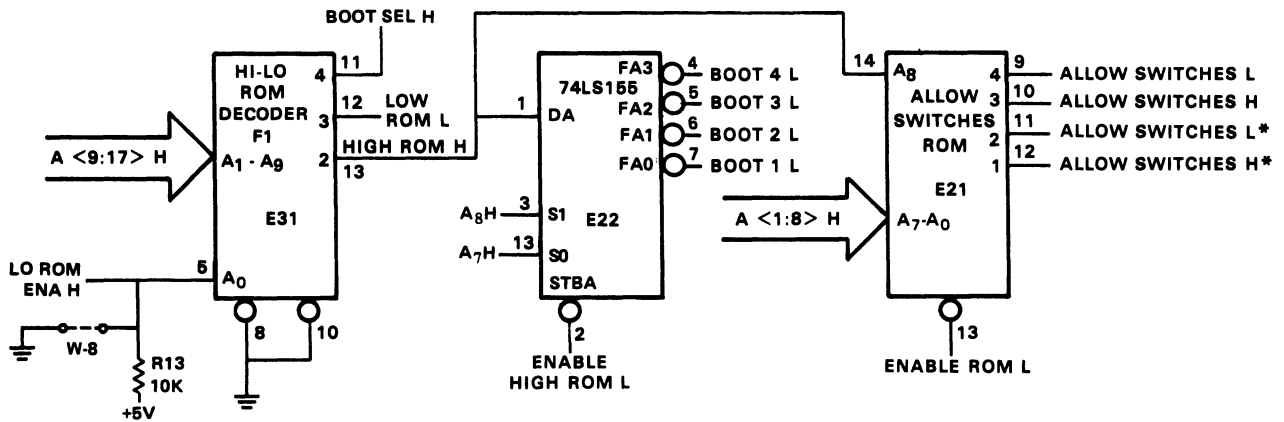 BOOT SEL H
HI-LO
ROM
DECODER
F1
A1 - A9
E31
A0
4
3
2
11
12
13
LOW
ROM L
HIGH ROM H
A <9:17> H
LO ROM
ENA H
5
8
10
W-8
R13
10K
+5V
74LS155
1
DA
FA3
FA2
FA1
FA0
4
5
6
7
BOOT 4 L
BOOT 3 L
BOOT 2 L
BOOT 1 L
A8H
3
S1
E22
A7H
13
S0
STBA
2
ENABLE
HIGH ROM L
14
A8
ALLOW
SWITCHES
ROM
E21
A7-A0
A <1:8> H
4
3
2
1
9
10
11
12
ALLOW SWITCHES L
ALLOW SWITCHES H
ALLOW SWITCHES L*
ALLOW SWITCHES H*
13
ENABLE ROM L